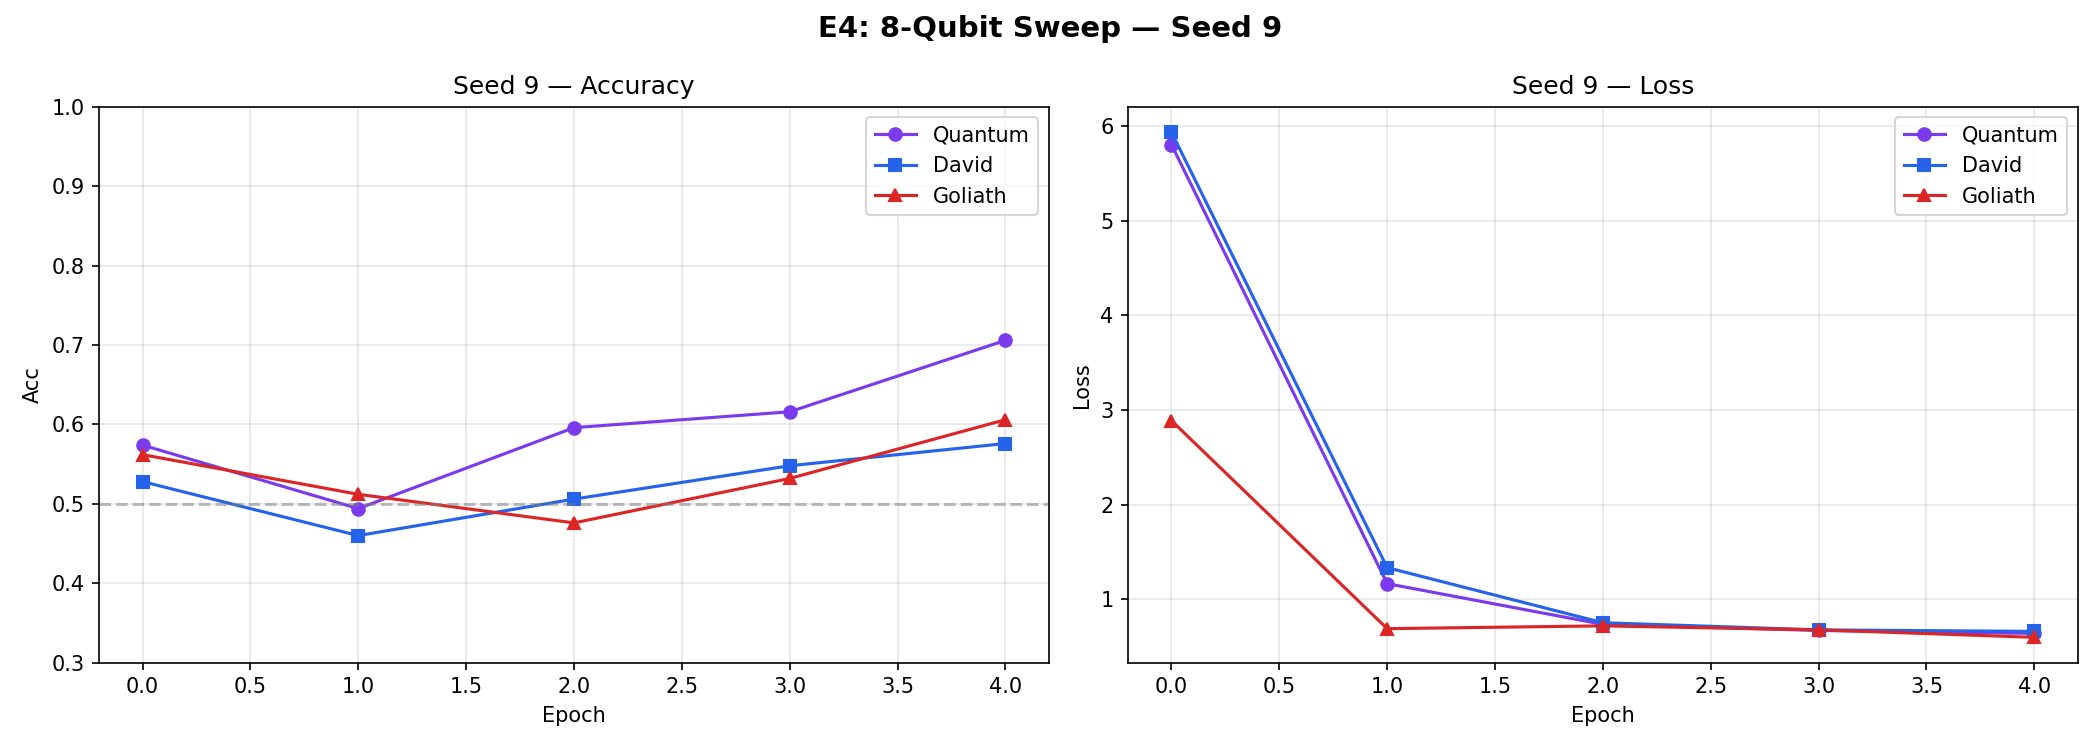 E4: 8-Qubit Sweep — Seed 9
Seed 9 — Accuracy
1.0
0.9
0.8
0.7
0.6
0.5
0.4
0.3
Acc
Quantum
David
Goliath
0.0 0.5 1.0 1.5 2.0 2.5 3.0 3.5 4.0
Epoch
Seed 9 — Loss
6
5
4
3
2
1
Loss
Quantum
David
Goliath
0.0 0.5 1.0 1.5 2.0 2.5 3.0 3.5 4.0
Epoch